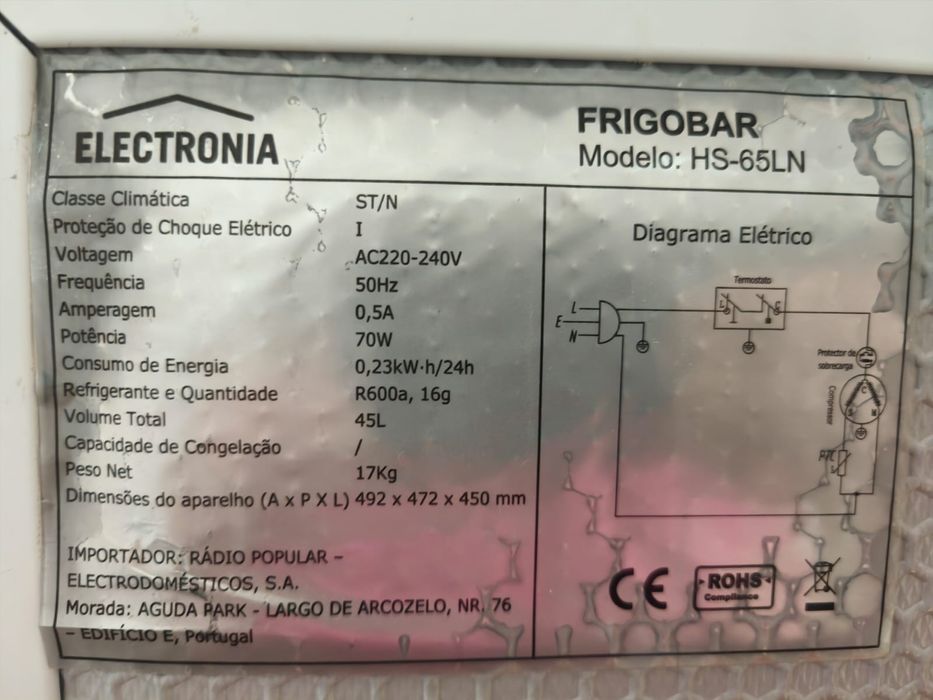 ELECTRONIA
FRIGOBAR
Modelo: HS-65LN
Classe Climática ST/N
Proteção de Choque Elétrico I
Voltagem AC220-240V
Frequência 50Hz
Amperagem 0,5A
Potência 70W
Consumo de Energia 0,23kW·h/24h
Refrigerante e Quantidade R600a, 16g
Volume Total 45L
Capacidade de Congelação /
Peso Net 17Kg
Dimensões do aparelho (A x P X L) 492 x 472 x 450 mm
IMPORTADOR: RÁDIO POPULAR –
ELECTRODOMÉSTICOS, S.A.
Morada: AGUDA PARK - LARGO DE ARCOZELO, NR. 76
– EDIFÍCIO E, Portugal
Diagrama Elétrico
Termostato
L C
L
E
N
Protector de
sobrecarga
Compressor
C
S M
PTC
CE
ROHS
Compliance